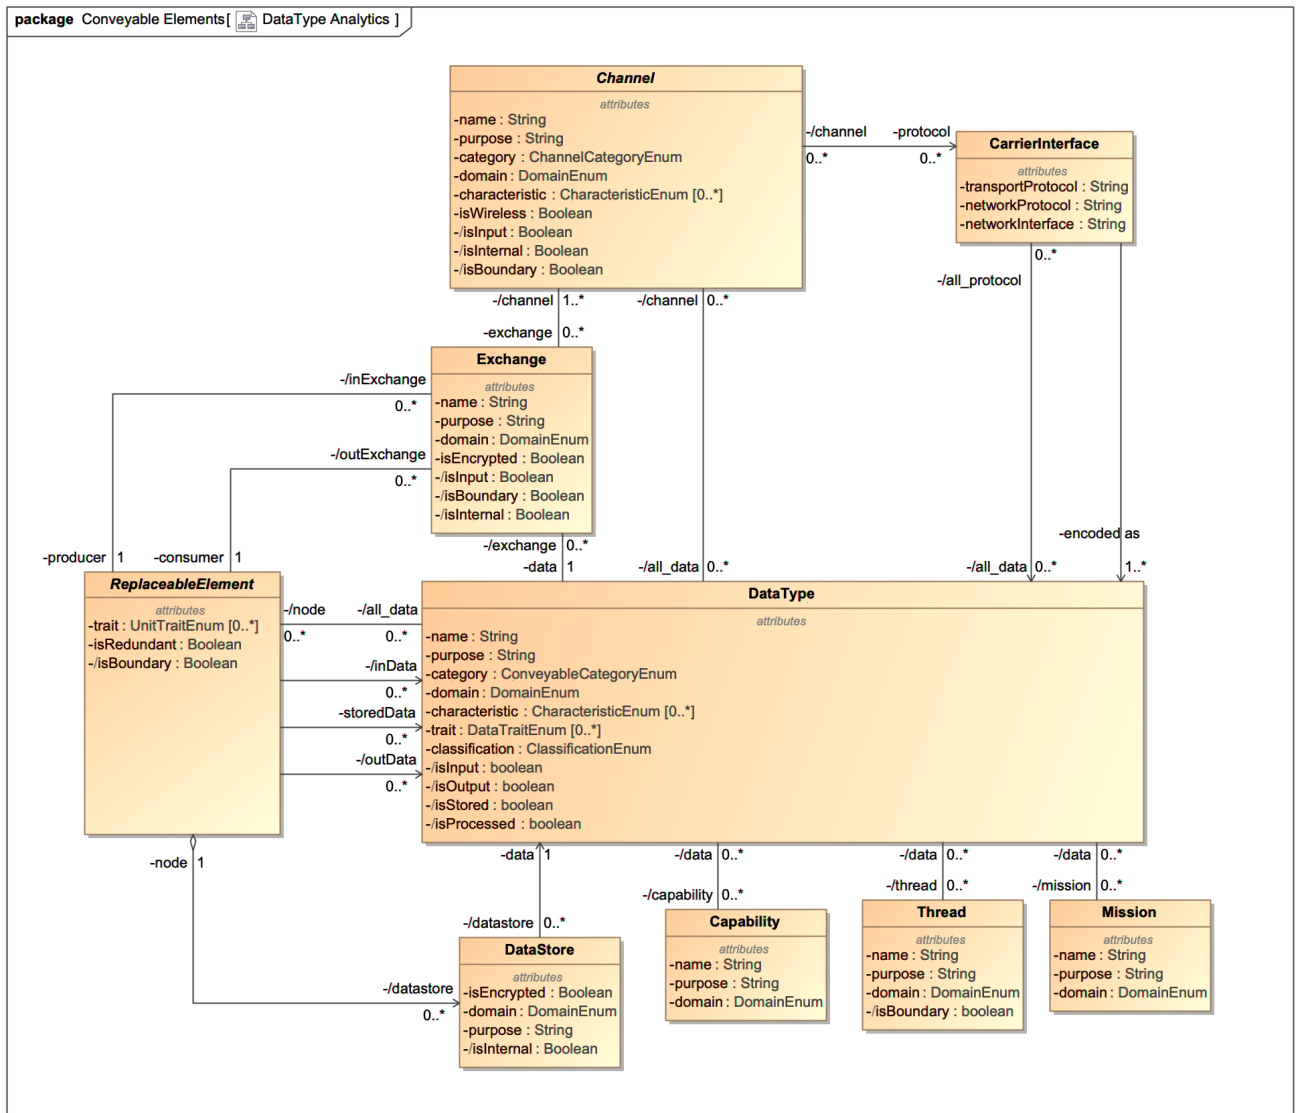 package Conveyable Elements[ DataType Analytics ]
Channel
attributes
-name : String
-purpose : String
-category : ChannelCategoryEnum
-domain : DomainEnum
-characteristic : CharacteristicEnum [0..*]
-isWireless : Boolean
-/isInput : Boolean
-/isInternal : Boolean
-/isBoundary : Boolean
-/channel
0..*
-protocol
0..*
CarrierInterface
attributes
-transportProtocol : String
-networkProtocol : String
-networkInterface : String
0..*
-/all_protocol
-encoded as
-/all_data 0..*
1..*
-/channel 1..*
-exchange 0..*
-/channel 0..*
-/all_data 0..*
Exchange
attributes
-name : String
-purpose : String
-domain : DomainEnum
-isEncrypted : Boolean
-/isInput : Boolean
-/isBoundary : Boolean
-/isInternal : Boolean
-/inExchange
0..*
-/outExchange
0..*
-/exchange 0..*
-data 1
-producer 1
-consumer 1
ReplaceableElement
attributes
-trait : UnitTraitEnum [0..*]
-isRedundant : Boolean
-/isBoundary : Boolean
-/node
0..*
-/all_data
0..*
-/inData
0..*
-storedData
0..*
-/outData
0..*
DataType
attributes
-name : String
-purpose : String
-category : ConveyableCategoryEnum
-domain : DomainEnum
-characteristic : CharacteristicEnum [0..*]
-trait : DataTraitEnum [0..*]
-classification : ClassificationEnum
-/isInput : boolean
-/isOutput : boolean
-/isStored : boolean
-/isProcessed : boolean
-node 1
-data 1
-/datastore 0..*
-/datastore
0..*
DataStore
attributes
-isEncrypted : Boolean
-domain : DomainEnum
-purpose : String
-/isInternal : Boolean
-/data 0..*
-/capability 0..*
Capability
attributes
-name : String
-purpose : String
-domain : DomainEnum
-/data 0..*
-/thread 0..*
Thread
attributes
-name : String
-purpose : String
-domain : DomainEnum
-/isBoundary : boolean
-/data 0..*
-/mission 0..*
Mission
attributes
-name : String
-purpose : String
-domain : DomainEnum